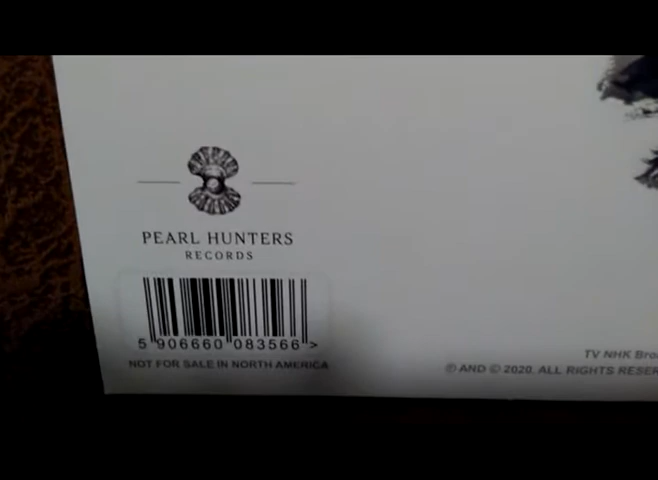 PEARL HUNTERS
RECORDS
5 906660 083566 >
NOT FOR SALE IN NORTH AMERICA
TV NHK
℗ AND © 2020. ALL RIGHTS